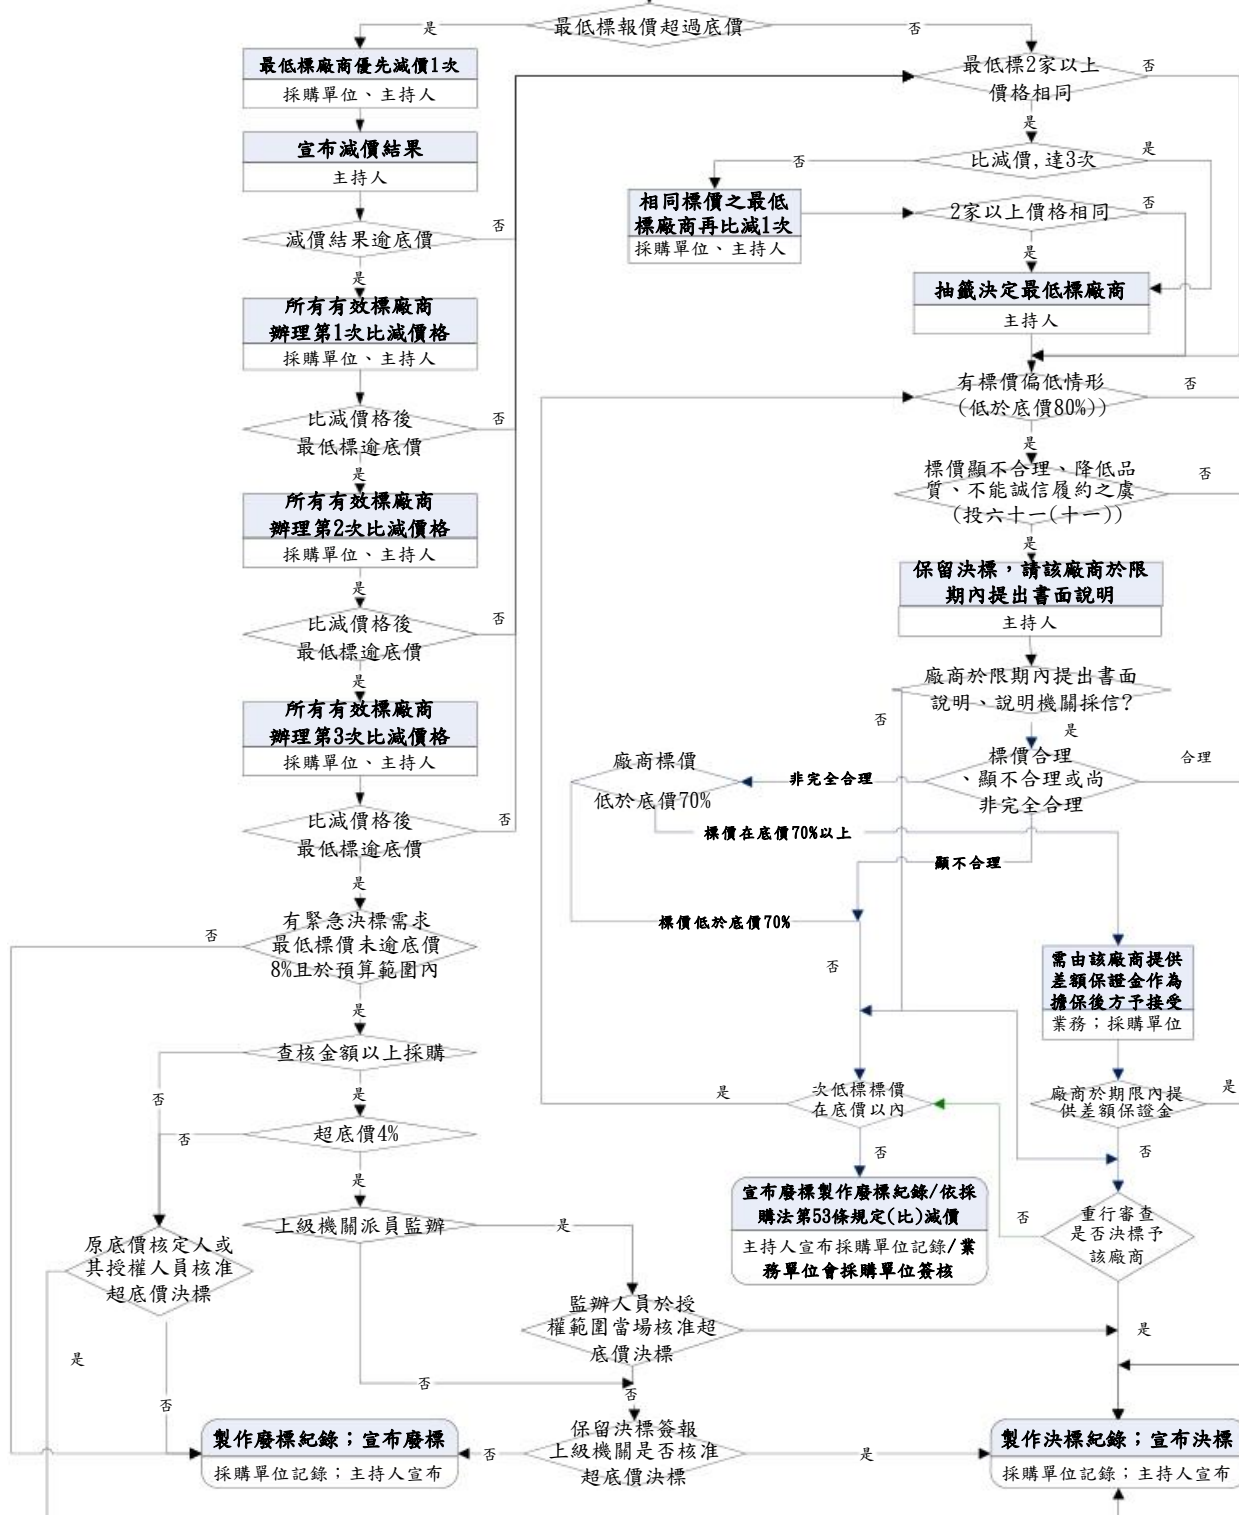 最低標報價超過底價
是
否
最低標廠商優先減價1次
採購單位、主持人
宣布減價結果
主持人
減價結果逾底價
否
是
所有有效標廠商
辦理第1次比減價格
採購單位、主持人
比減價格後
最低標逾底價
否
是
所有有效標廠商
辦理第2次比減價格
採購單位、主持人
是
比減價格後
最低標逾底價
否
是
所有有效標廠商
辦理第3次比減價格
採購單位、主持人
比減價格後
最低標逾底價
否
是
有緊急決標需求
最低標價未逾底價
8%且於預算範圍內
否
是
查核金額以上採購
否
是
超底價4%
否
是
上級機關派員監辦
是
否
原底價核定人或
其授權人員核准
超底價決標
是
否
監辦人員於授
權範圍當場核准超
底價決標
是
否
保留決標簽報
上級機關是否核准
超底價決標
否
是
製作廢標紀錄；宣布廢標
採購單位記錄；主持人宣布
最低標2家以上
價格相同
否
是
比減價,達3次
否
是
相同標價之最低
標廠商再比減1次
採購單位、主持人
2家以上價格相同
否
是
抽籤決定最低標廠商
主持人
有標價偏低情形
(低於底價80%))
否
是
標價顯不合理、降低品
質、不能誠信履約之虞
(投六十一(十一))
否
是
保留決標，請該廠商於限
期內提出書面說明
主持人
廠商於限期內提出書面
說明、說明機關採信?
否
是
標價合理
、顯不合理或尚
非完全合理
合理
非完全合理
顯不合理
廠商標價
低於底價70%
標價在底價70%以上
標價低於底價70%
否
需由該廠商提供
差額保證金作為
擔保後方予接受
業務；採購單位
廠商於期限內提
供差額保證金
是
否
次低標標價
在底價以內
是
否
宣布廢標製作廢標紀錄/依採
購法第53條規定(比)減價
主持人宣布採購單位記錄/業
務單位會採購單位簽核
重行審查
是否決標予
該廠商
否
製作決標紀錄；宣布決標
採購單位記錄；主持人宣布